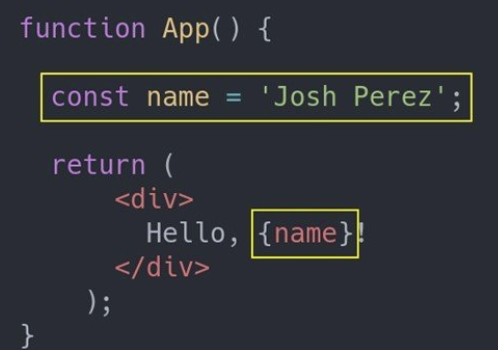 function App() {
const name = 'Josh Perez';
return (
<div>
Hello, {name}!
</div>
);
}